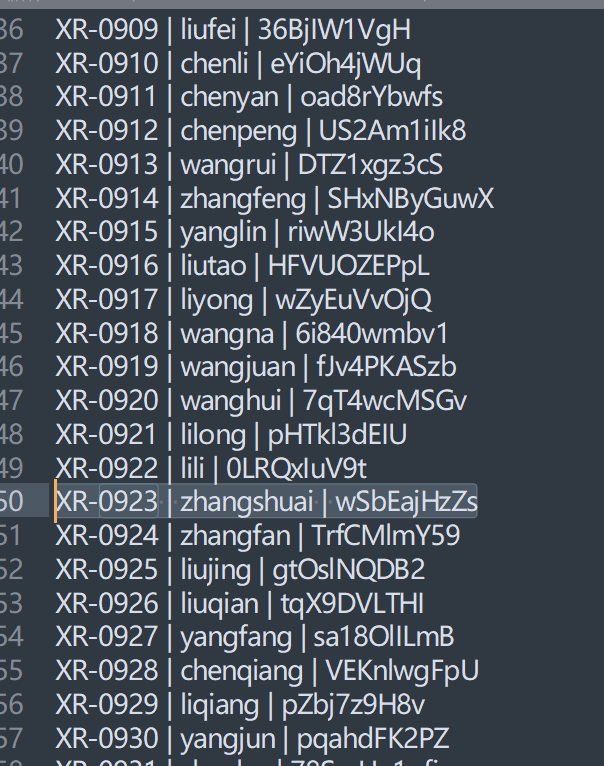 36 XR-0909 | liufei | 36BjIW1VgH
37 XR-0910 | chenli | eYiOh4jWUq
38 XR-0911 | chenyan | oad8rYbwfs
39 XR-0912 | chenpeng | US2Am1iIk8
40 XR-0913 | wangrui | DTZ1xgz3cS
41 XR-0914 | zhangfeng | SHxNByGuwX
42 XR-0915 | yanglin | riwW3UkI4o
43 XR-0916 | liutao | HFVUOZEPpL
44 XR-0917 | liyong | wZyEuVvOjQ
45 XR-0918 | wangna | 6i840wmbv1
46 XR-0919 | wangjuan | fJv4PKASzb
47 XR-0920 | wanghui | 7qT4wcMSGv
48 XR-0921 | lilong | pHTkl3dEIU
49 XR-0922 | lili | 0LRQxIuV9t
50 XR-0923 | zhangshuai | wSbEajHzZs
51 XR-0924 | zhangfan | TrfCMlmY59
52 XR-0925 | liujing | gtOslNQDB2
53 XR-0926 | liuqian | tqX9DVLTHI
54 XR-0927 | yangfang | sa18OlILmB
55 XR-0928 | chenqiang | VEKnlwgFpU
56 XR-0929 | liqiang | pZbj7z9H8v
57 XR-0930 | yangjun | pqahdFK2PZ